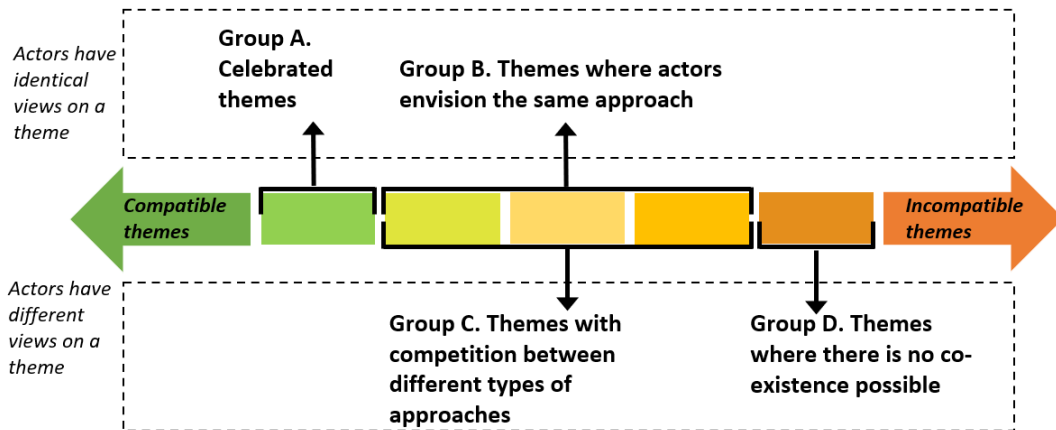 Actors have
identical
views on a
theme
Group A.
Celebrated
themes
Group B. Themes where actors
envision the same approach
Compatible
themes
Incompatible
themes
Actors have
different
views on a
theme
Group C. Themes with
competition between
different types of
approaches
Group D. Themes
where there is no co-
existence possible